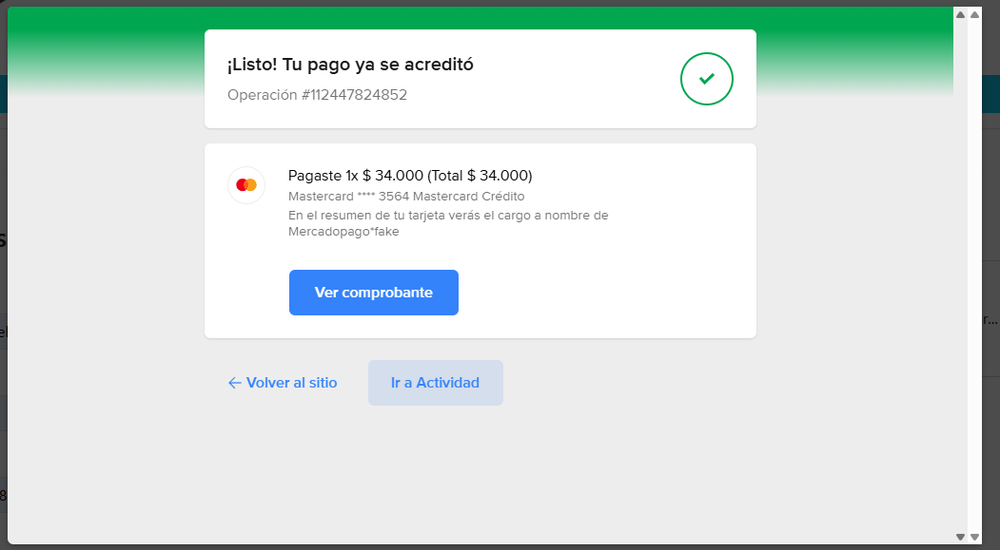 ¡Listo! Tu pago ya se acreditó
Operación #112447824852
Pagaste 1x $ 34.000 (Total $ 34.000)
Mastercard **** 3564 Mastercard Crédito
En el resumen de tu tarjeta verás el cargo a nombre de
Mercadopago*fake
Ver comprobante
← Volver al sitio
Ir a Actividad